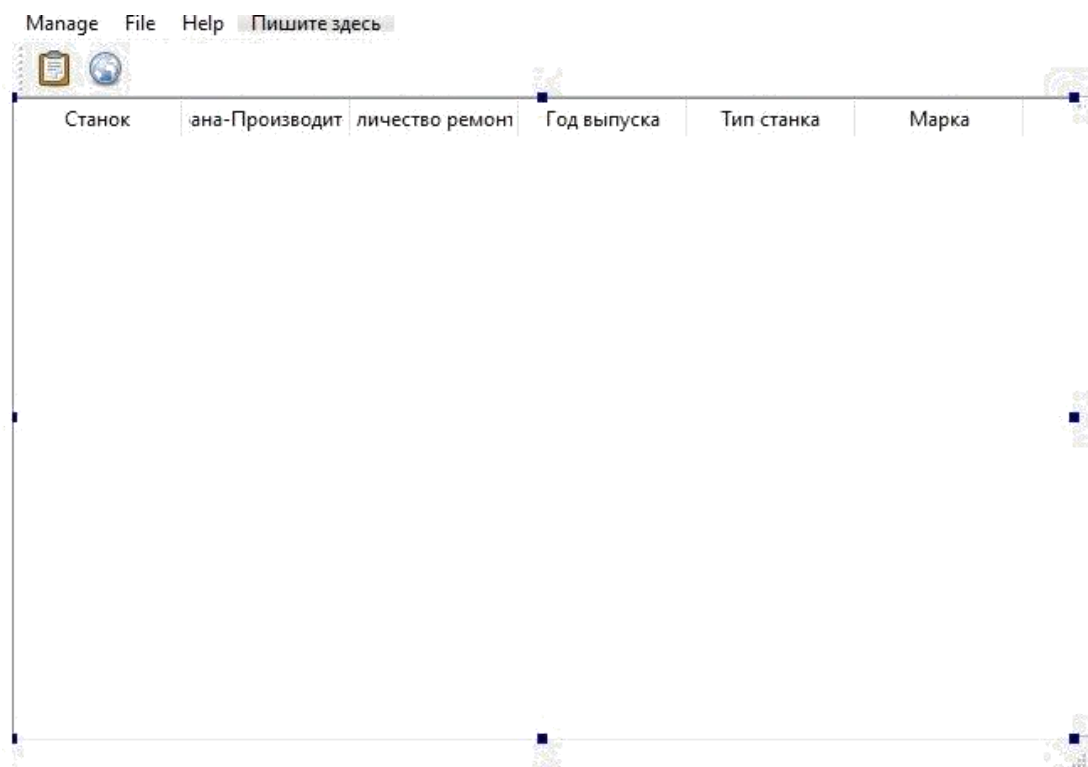 Manage File Help Пишите здесь
Станок ана-Производит личество ремонт Год выпуска Тип станка Марка